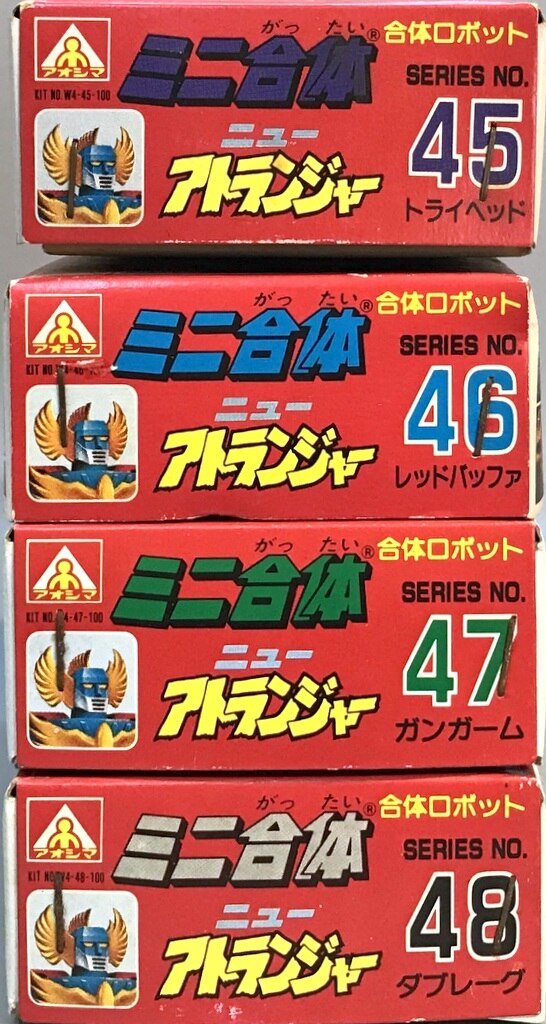 アオシマ
KIT NO.W4-45-100
がったい
ミニ合体®
合体ロボット
SERIES NO.
45
ニュー
アトランジャー
トライヘッド
アオシマ
がったい
ミニ合体®
合体ロボット
SERIES NO.
46
ニュー
アトランジャー
レッドバッファ
アオシマ
がったい
ミニ合体®
合体ロボット
SERIES NO.
47
ニュー
アトランジャー
ガンガーム
アオシマ
がったい
ミニ合体®
合体ロボット
SERIES NO.
48
ニュー
アトランジャー
ダブレーグ